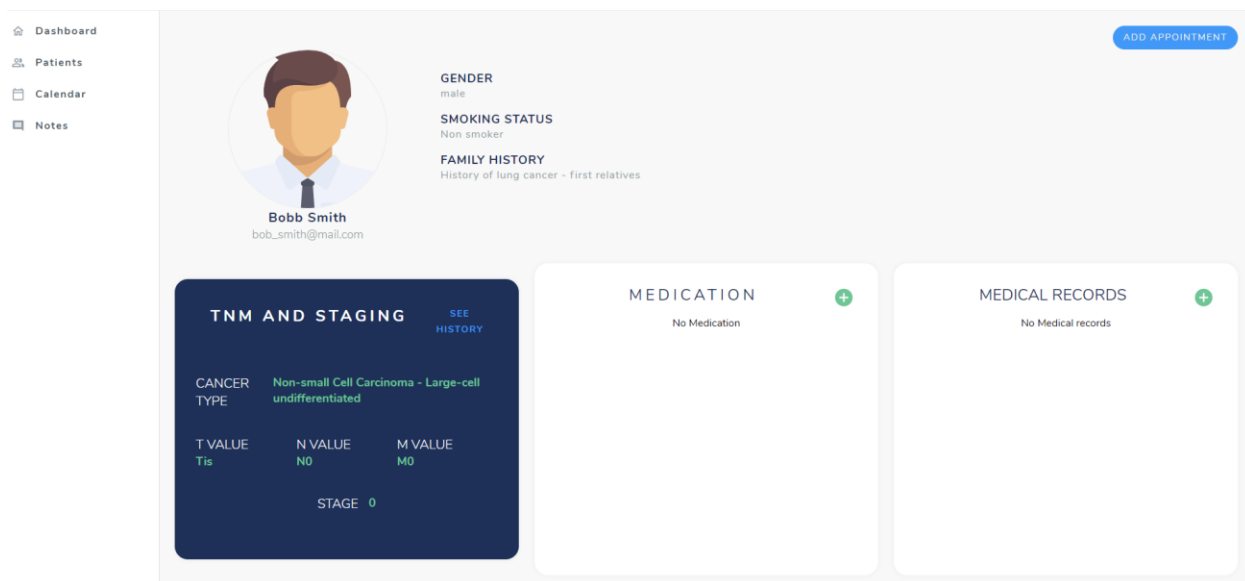 Dashboard
Patients
Calendar
Notes
ADD APPOINTMENT
GENDER
male
SMOKING STATUS
Non smoker
FAMILY HISTORY
History of lung cancer - first relatives
Bobb Smith
bob_smith@mail.com
TNM AND STAGING
SEE
HISTORY
CANCER
TYPE
Non-small Cell Carcinoma - Large-cell
undifferentiated
T VALUE N VALUE M VALUE
Tis N0 M0
STAGE 0
MEDICATION
No Medication
MEDICAL RECORDS
No Medical records